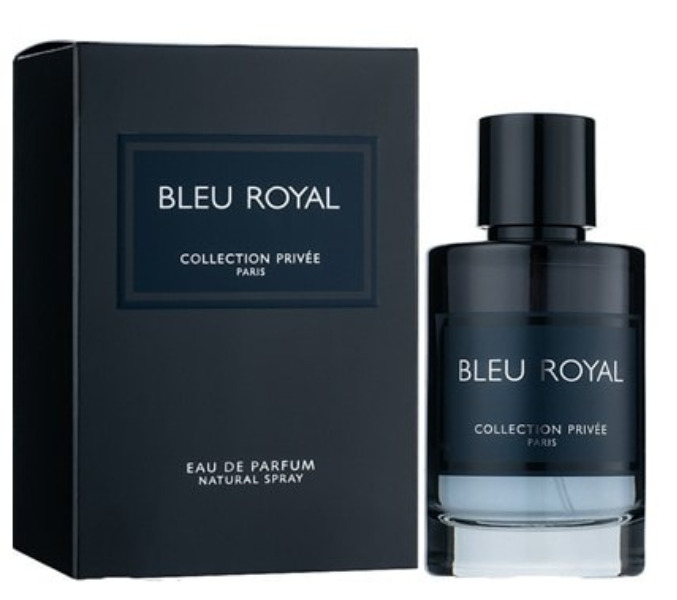 BLEU ROYAL
COLLECTION PRIVÉE
PARIS
EAU DE PARFUM
NATURAL SPRAY
BLEU ROYAL
COLLECTION PRIVÉE
PARIS